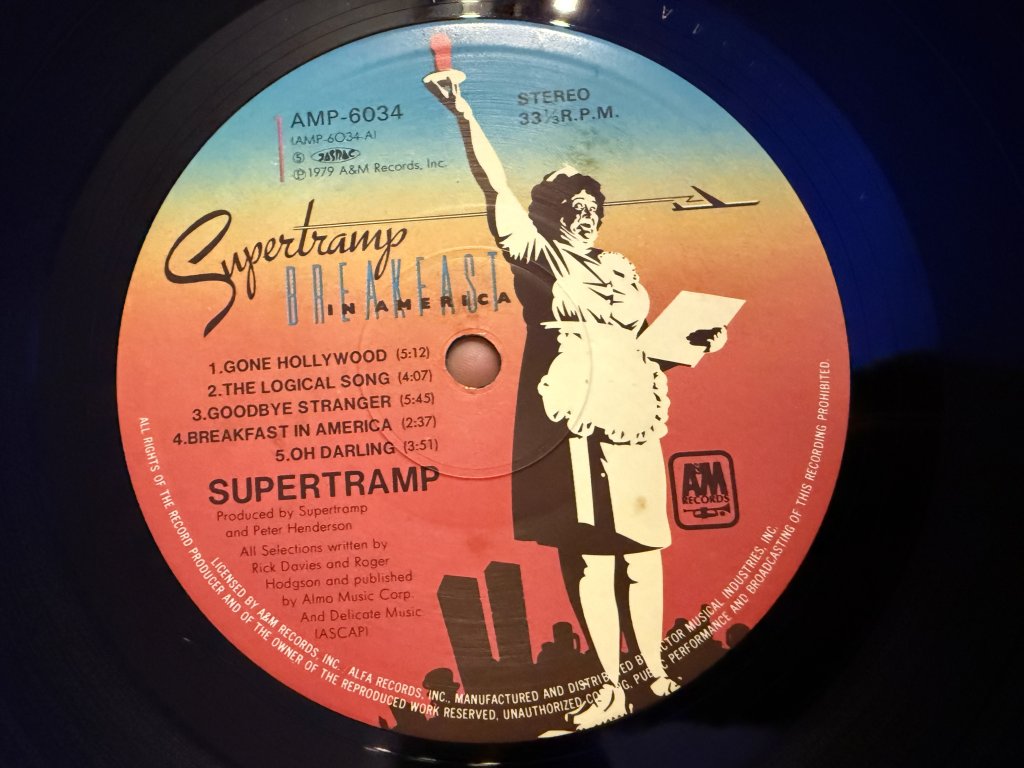 AMP-6034
(AMP-6034-A)
Ⓢ JASRAC
Ⓟ1979 A&M Records, Inc.
STEREO
33⅓R.P.M.
Supertramp
BREAKFAST
IN AMERICA
1.GONE HOLLYWOOD (5:12)
2.THE LOGICAL SONG (4:07)
3.GOODBYE STRANGER (5:45)
4.BREAKFAST IN AMERICA (2:37)
5.OH DARLING (3:51)
SUPERTRAMP
Produced by Supertramp
and Peter Henderson
All Selections written by
Rick Davies and Roger
Hodgson and published
by Almo Music Corp.
And Delicate Music
(ASCAP)
A&M
RECORDS
ALL RIGHTS OF THE RECORD PRODUCER AND OF THE OWNER OF THE REPRODUCED WORK RESERVED, UNAUTHORIZED COPYING, PUBLIC PERFORMANCE AND BROADCASTING OF THIS RECORDING PROHIBITED.
LICENSED BY A&M RECORDS, INC. ALFA RECORDS, INC., MANUFACTURED AND DISTRIBUTED BY VICTOR MUSICAL INDUSTRIES, INC.